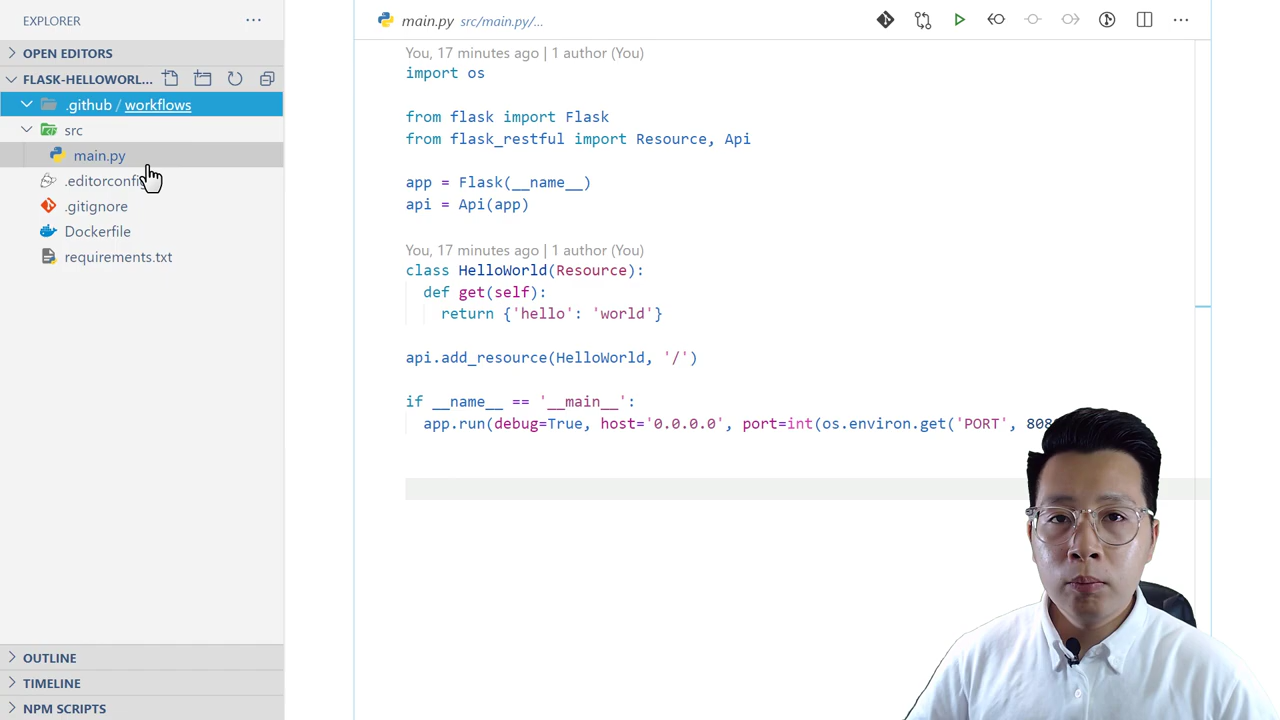 EXPLORER
OPEN EDITORS
FLASK-HELLOWORL...
.github / workflows
src
main.py
.editorconfi
.gitignore
Dockerfile
requirements.txt
OUTLINE
TIMELINE
NPM SCRIPTS
main.py src/main.py/...
You, 17 minutes ago | 1 author (You)
import os
from flask import Flask
from flask_restful import Resource, Api
app = Flask(__name__)
api = Api(app)
You, 17 minutes ago | 1 author (You)
class HelloWorld(Resource):
def get(self):
return {'hello': 'world'}
api.add_resource(HelloWorld, '/')
if __name__ == '__main__':
app.run(debug=True, host='0.0.0.0', port=int(os.environ.get('PORT', 808